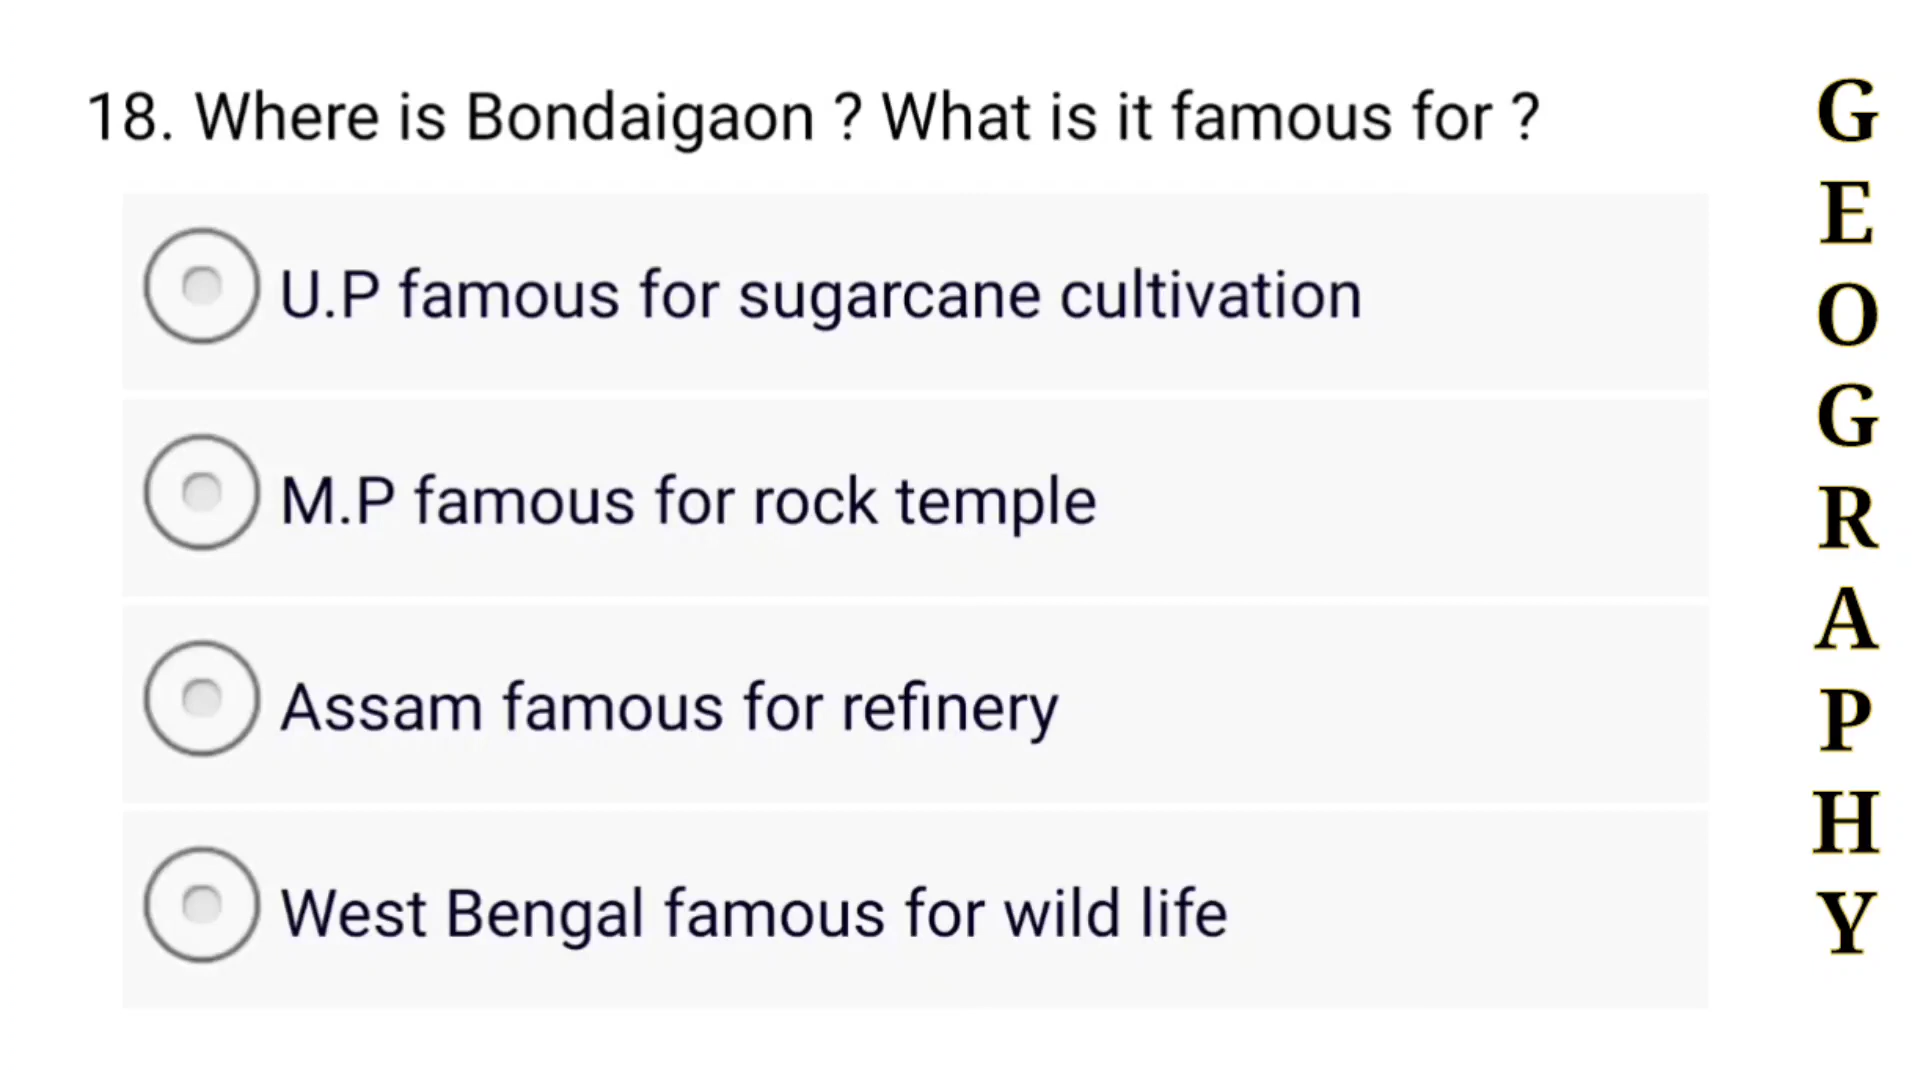 18. Where is Bondaigaon ? What is it famous for ?
U.P famous for sugarcane cultivation
M.P famous for rock temple
Assam famous for refinery
West Bengal famous for wild life
G
E
O
G
R
A
P
H
Y